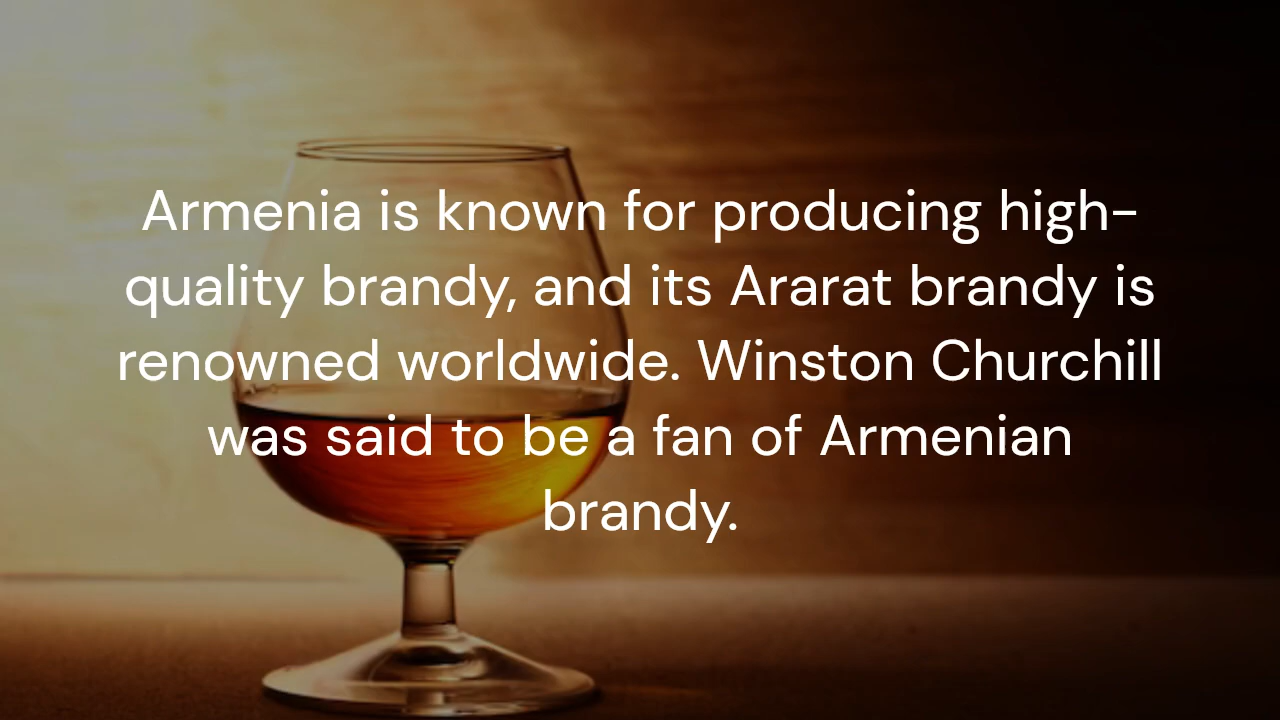 Armenia is known for producing high-
quality brandy, and its Ararat brandy is
renowned worldwide. Winston Churchill
was said to be a fan of Armenian
brandy.